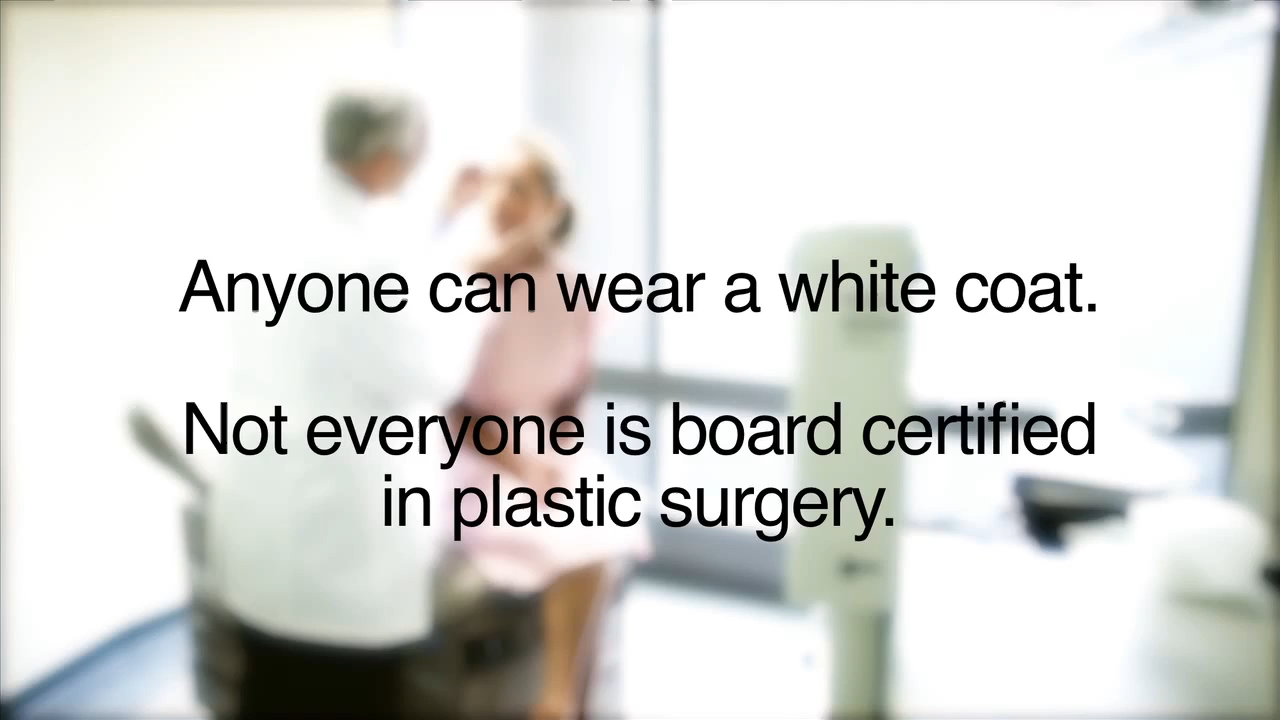 Anyone can wear a white coat.
Not everyone is board certified
in plastic surgery.